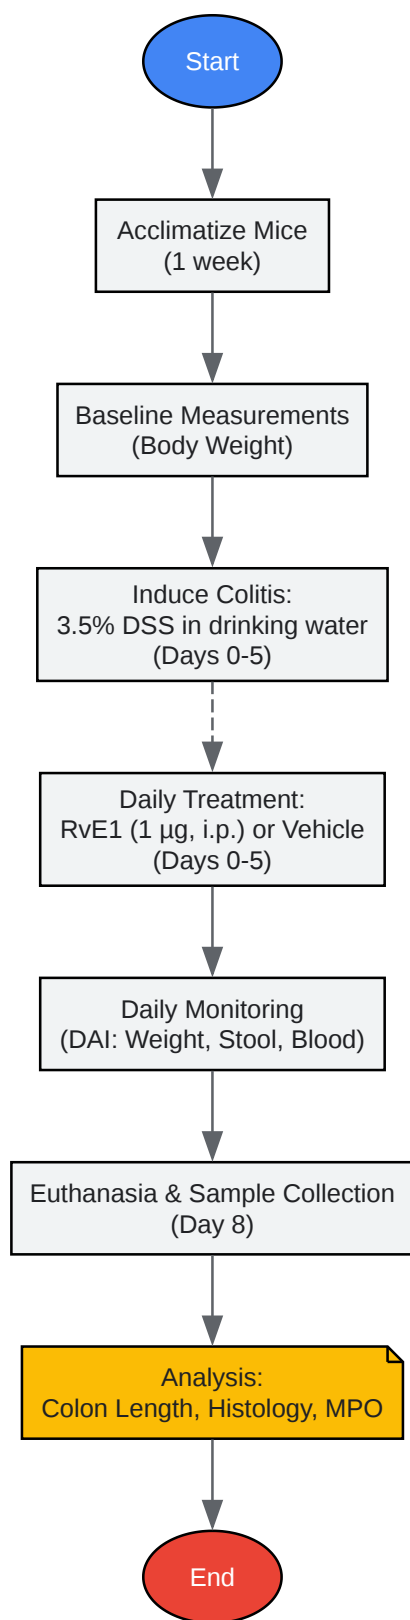 Start
Acclimatize Mice
(1 week)
Baseline Measurements
(Body Weight)
Induce Colitis:
3.5% DSS in drinking water
(Days 0-5)
Daily Treatment:
RvE1 (1 µg, i.p.) or Vehicle
(Days 0-5)
Daily Monitoring
(DAI: Weight, Stool, Blood)
Euthanasia & Sample Collection
(Day 8)
Analysis:
Colon Length, Histology, MPO
End